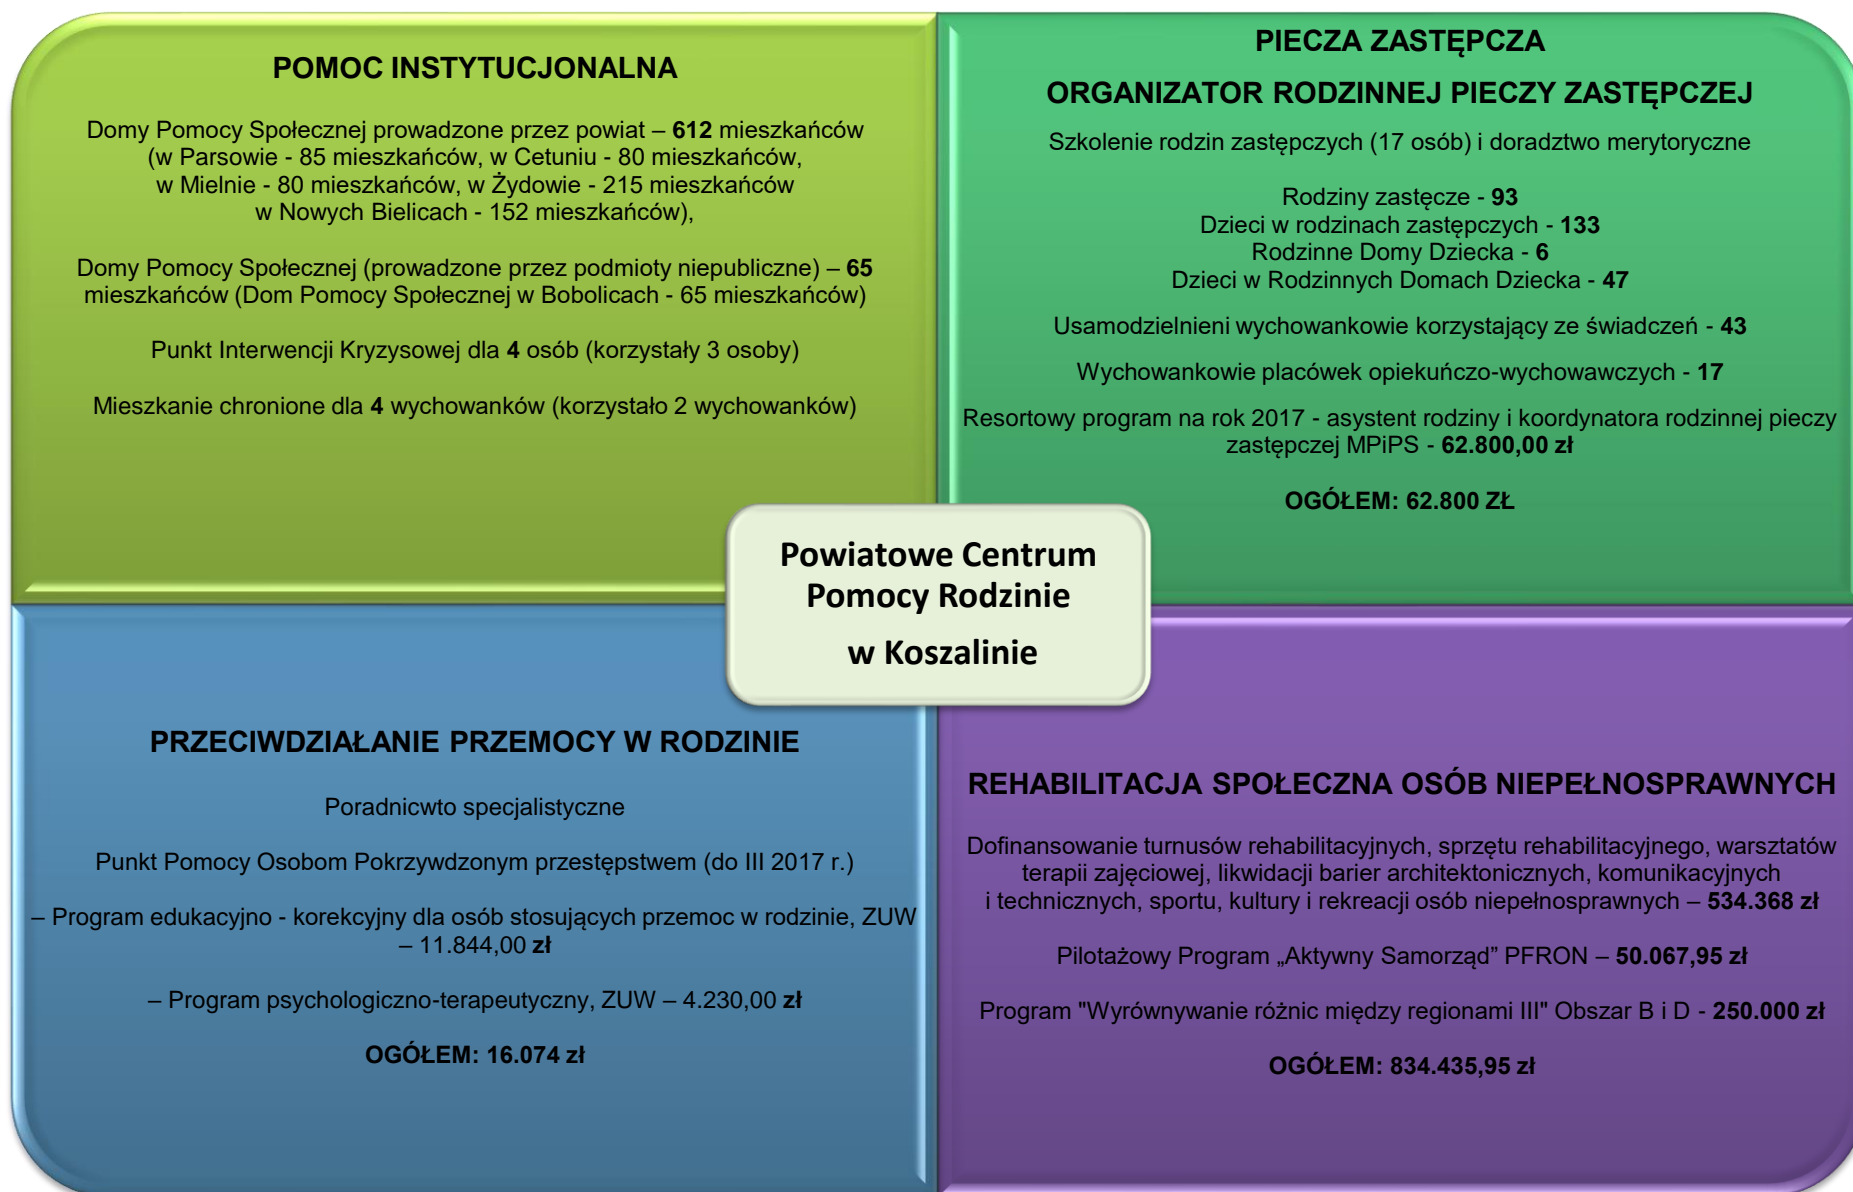 POMOC INSTYTUCJONALNA
Domy Pomocy Społecznej prowadzone przez powiat – 612 mieszkańców
(w Parsowie - 85 mieszkańców, w Cetuniu - 80 mieszkańców,
w Mielnie - 80 mieszkańców, w Żydowie - 215 mieszkańców
w Nowych Bielicach - 152 mieszkańców),
Domy Pomocy Społecznej (prowadzone przez podmioty niepubliczne) – 65
mieszkańców (Dom Pomocy Społecznej w Bobolicach - 65 mieszkańców)
Punkt Interwencji Kryzysowej dla 4 osób (korzystały 3 osoby)
Mieszkanie chronione dla 4 wychowanków (korzystało 2 wychowanków)
PIECZA ZASTĘPCZA
ORGANIZATOR RODZINNEJ PIECZY ZASTĘPCZEJ
Szkolenie rodzin zastępczych (17 osób) i doradztwo merytoryczne
Rodziny zastęcze - 93
Dzieci w rodzinach zastępczych - 133
Rodzinne Domy Dziecka - 6
Dzieci w Rodzinnych Domach Dziecka - 47
Usamodzielnieni wychowankowie korzystający ze świadczeń - 43
Wychowankowie placówek opiekuńczo-wychowawczych - 17
Resortowy program na rok 2017 - asystent rodziny i koordynatora rodzinnej pieczy
zastępczej MPiPS - 62.800,00 zł
OGÓŁEM: 62.800 ZŁ
Powiatowe Centrum
Pomocy Rodzinie
w Koszalinie
PRZECIWDZIAŁANIE PRZEMOCY W RODZINIE
Poradnicwto specjalistyczne
Punkt Pomocy Osobom Pokrzywdzonym przestępstwem (do III 2017 r.)
– Program edukacyjno - korekcyjny dla osób stosujących przemoc w rodzinie, ZUW
– 11.844,00 zł
– Program psychologiczno-terapeutyczny, ZUW – 4.230,00 zł
OGÓŁEM: 16.074 zł
REHABILITACJA SPOŁECZNA OSÓB NIEPEŁNOSPRAWNYCH
Dofinansowanie turnusów rehabilitacyjnych, sprzętu rehabilitacyjnego, warsztatów
terapii zajęciowej, likwidacji barier architektonicznych, komunikacyjnych
i technicznych, sportu, kultury i rekreacji osób niepełnosprawnych – 534.368 zł
Pilotażowy Program „Aktywny Samorząd” PFRON – 50.067,95 zł
Program "Wyrównywanie różnic między regionami III" Obszar B i D - 250.000 zł
OGÓŁEM: 834.435,95 zł